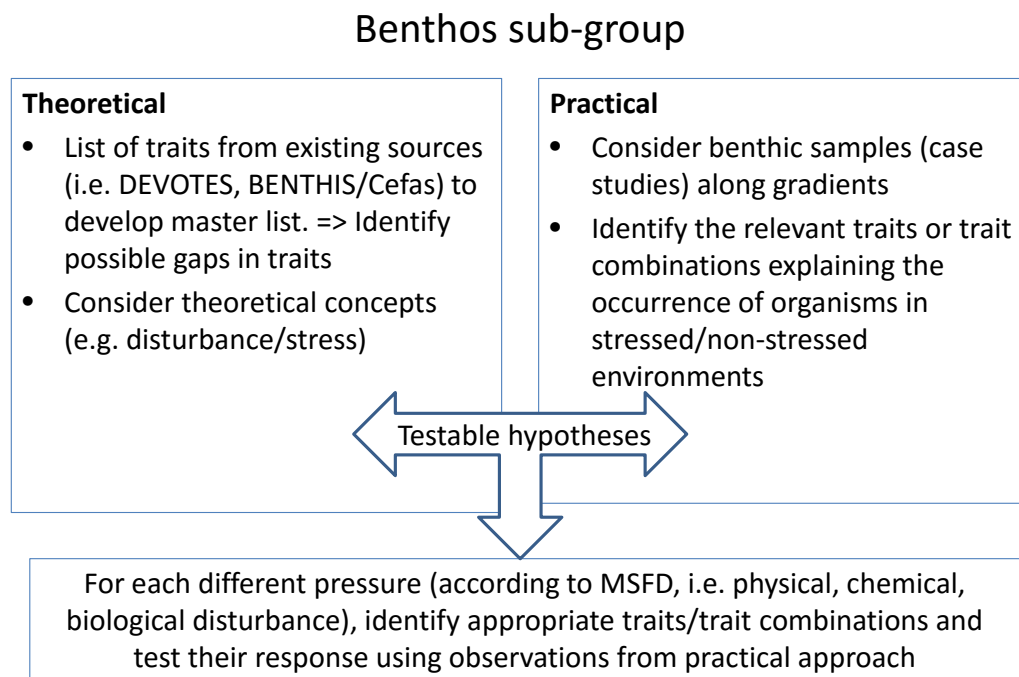 Benthos sub-group
Theoretical
• List of traits from existing sources
(i.e. DEVOTES, BENTHIS/Cefas) to
develop master list. => Identify
possible gaps in traits
• Consider theoretical concepts
(e.g. disturbance/stress)
Practical
• Consider benthic samples (case
studies) along gradients
• Identify the relevant traits or trait
combinations explaining the
occurrence of organisms in
stressed/non-stressed
environments
Testable hypotheses
For each different pressure (according to MSFD, i.e. physical, chemical,
biological disturbance), identify appropriate traits/trait combinations and
test their response using observations from practical approach